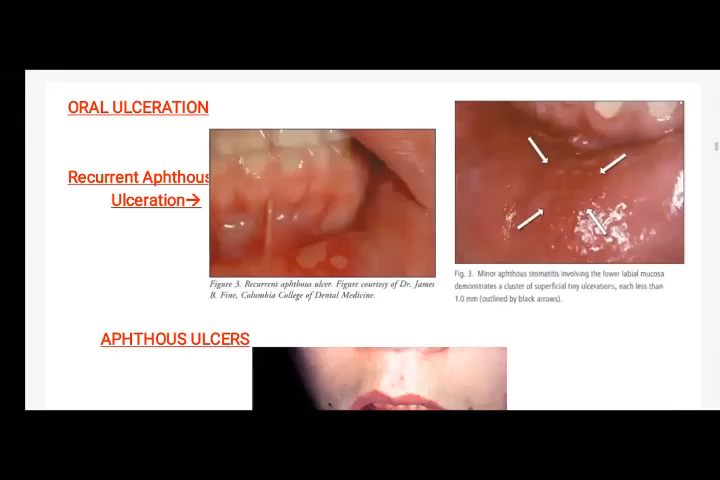 ORAL ULCERATION
Recurrent Aphthous
Ulceration→
Figure 3. Recurrent aphthous ulcer. Figure courtesy of Dr. James
B. Fine, Columbia College of Dental Medicine.
Fig. 3. Minor aphthous stomatitis involving the lower labial mucosa
demonstrates a cluster of superficial tiny ulcerations, each less than
1.0 mm (outlined by black arrows).
APHTHOUS ULCERS